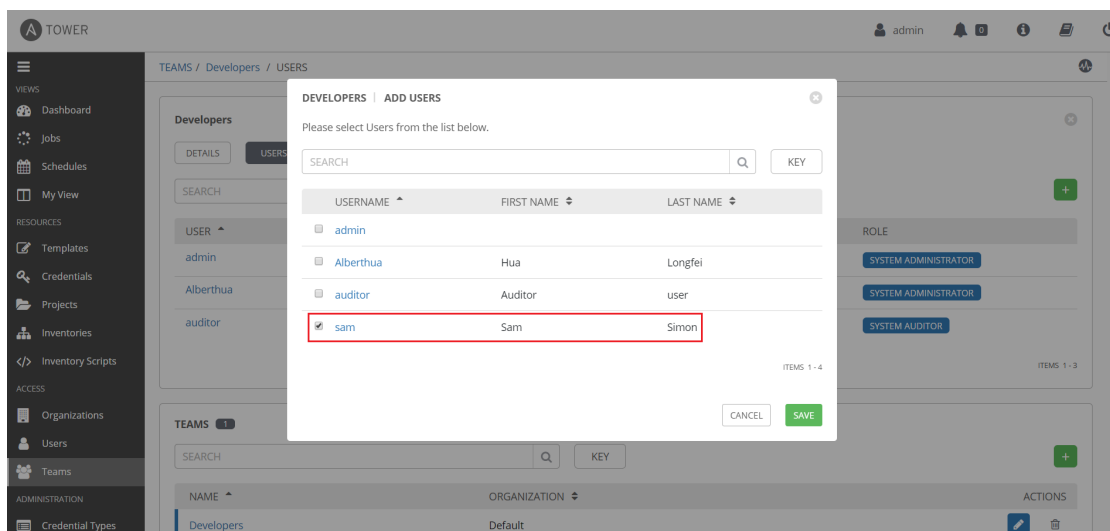 A TOWER
admin 0
TEAMS / Developers / USERS
VIEWS
Dashboard
Jobs
Schedules
My View
RESOURCES
Templates
Credentials
Projects
Inventories
Inventory Scripts
ACCESS
Organizations
Users
Teams
ADMINISTRATION
Credential Types
Developers
DETAILS USERS
SEARCH +
USER ROLE
admin SYSTEM ADMINISTRATOR
Alberthua SYSTEM ADMINISTRATOR
auditor SYSTEM AUDITOR
ITEMS 1 - 3
DEVELOPERS | ADD USERS
Please select Users from the list below.
SEARCH KEY
USERNAME FIRST NAME LAST NAME
admin
Alberthua Hua Longfei
auditor Auditor user
sam Sam Simon
ITEMS 1 - 4
CANCEL SAVE
TEAMS 1
SEARCH KEY +
NAME ORGANIZATION ACTIONS
Developers Default